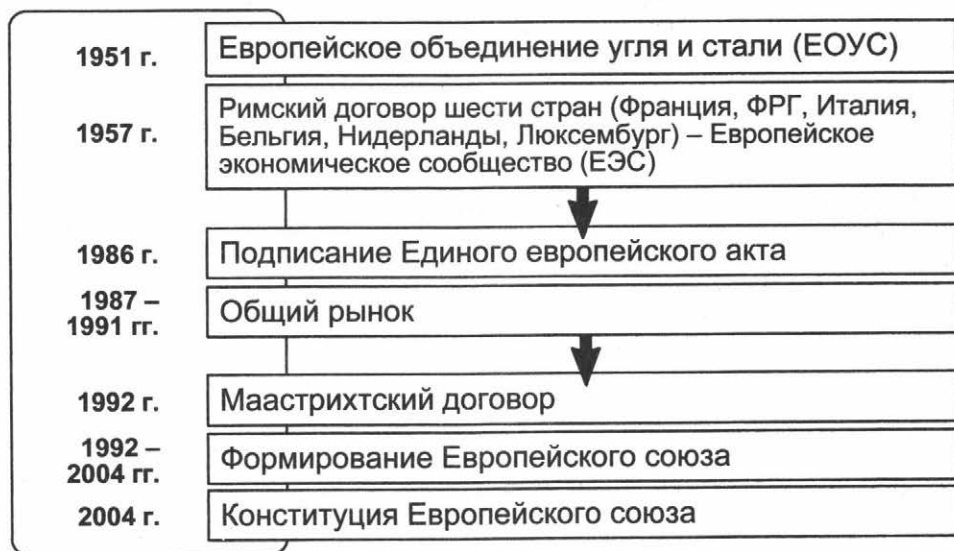 1951 г.
Европейское объединение угля и стали (ЕОУС)
1957 г.
Римский договор шести стран (Франция, ФРГ, Италия,
Бельгия, Нидерланды, Люксембург) – Европейское
экономическое сообщество (ЕЭС)
1986 г.
Подписание Единого европейского акта
1987 –
1991 гг.
Общий рынок
1992 г.
Маастрихтский договор
1992 –
2004 гг.
Формирование Европейского союза
2004 г.
Конституция Европейского союза